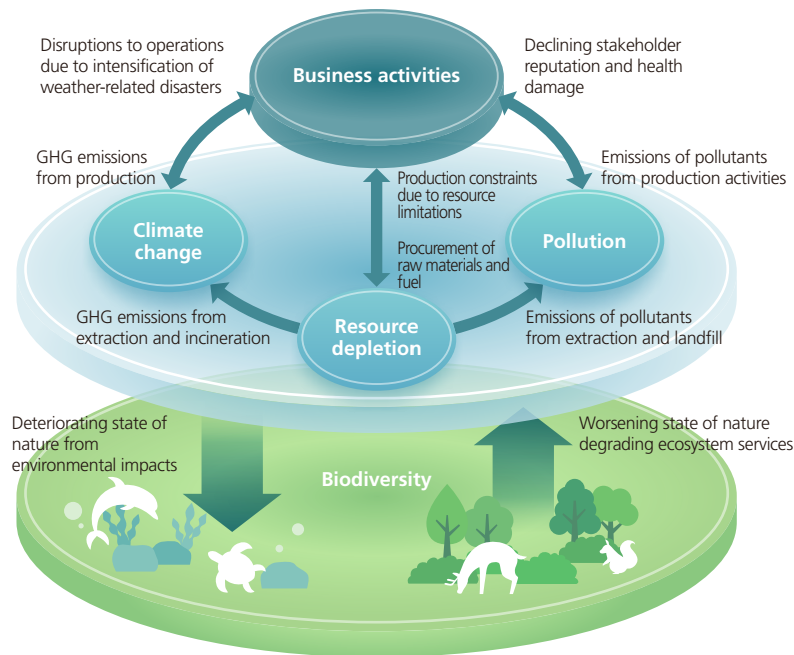 Disruptions to operations
due to intensification of
weather-related disasters
Business activities
Declining stakeholder
reputation and health
damage
GHG emissions
from production
Production constraints
due to resource
limitations
Emissions of pollutants
from production activities
Climate
change
Pollution
Procurement of
raw materials and
fuel
GHG emissions from
extraction and incineration
Resource
depletion
Emissions of pollutants
from extraction and landfill
Deteriorating state of
nature from
environmental impacts
Worsening state of nature
degrading ecosystem services
Biodiversity